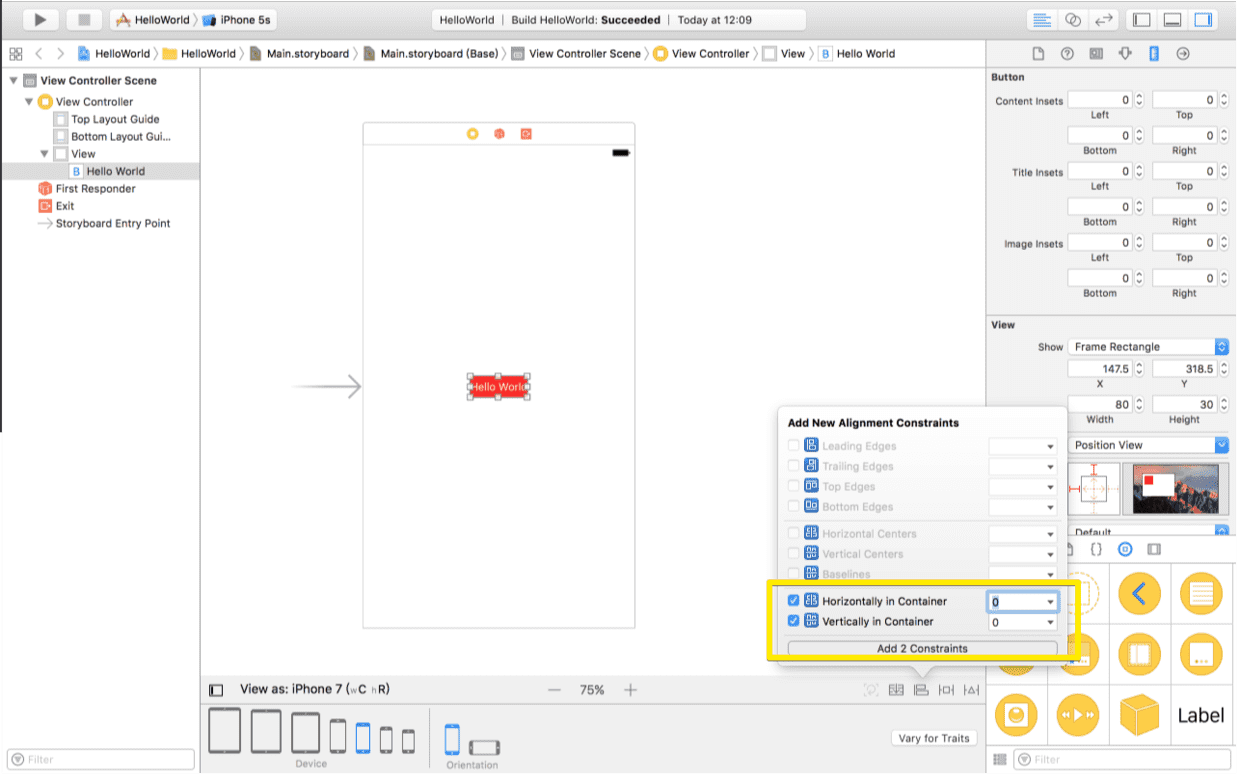 HelloWorld iPhone 5s
HelloWorld | Build HelloWorld: Succeeded | Today at 12:09
HelloWorld HelloWorld Main.storyboard Main.storyboard (Base) View Controller Scene View Controller View B Hello World
View Controller Scene
View Controller
Top Layout Guide
Bottom Layout Gui...
View
B Hello World
First Responder
Exit
Storyboard Entry Point
Filter
Hello World
View as: iPhone 7 (wC hR)
75%
Device
Orientation
Vary for Traits
Add New Alignment Constraints
Leading Edges
Trailing Edges
Top Edges
Bottom Edges
Horizontal Centers
Vertical Centers
Baselines
Horizontally in Container 0
Vertically in Container 0
Add 2 Constraints
Button
Content Insets 0 0
Left Top
0 0
Bottom Right
Title Insets 0 0
Left Top
0 0
Bottom Right
Image Insets 0 0
Left Top
0 0
Bottom Right
View
Show Frame Rectangle
147.5 318.5
X Y
80 30
Width Height
Position View
Default
{}
Label
Filter